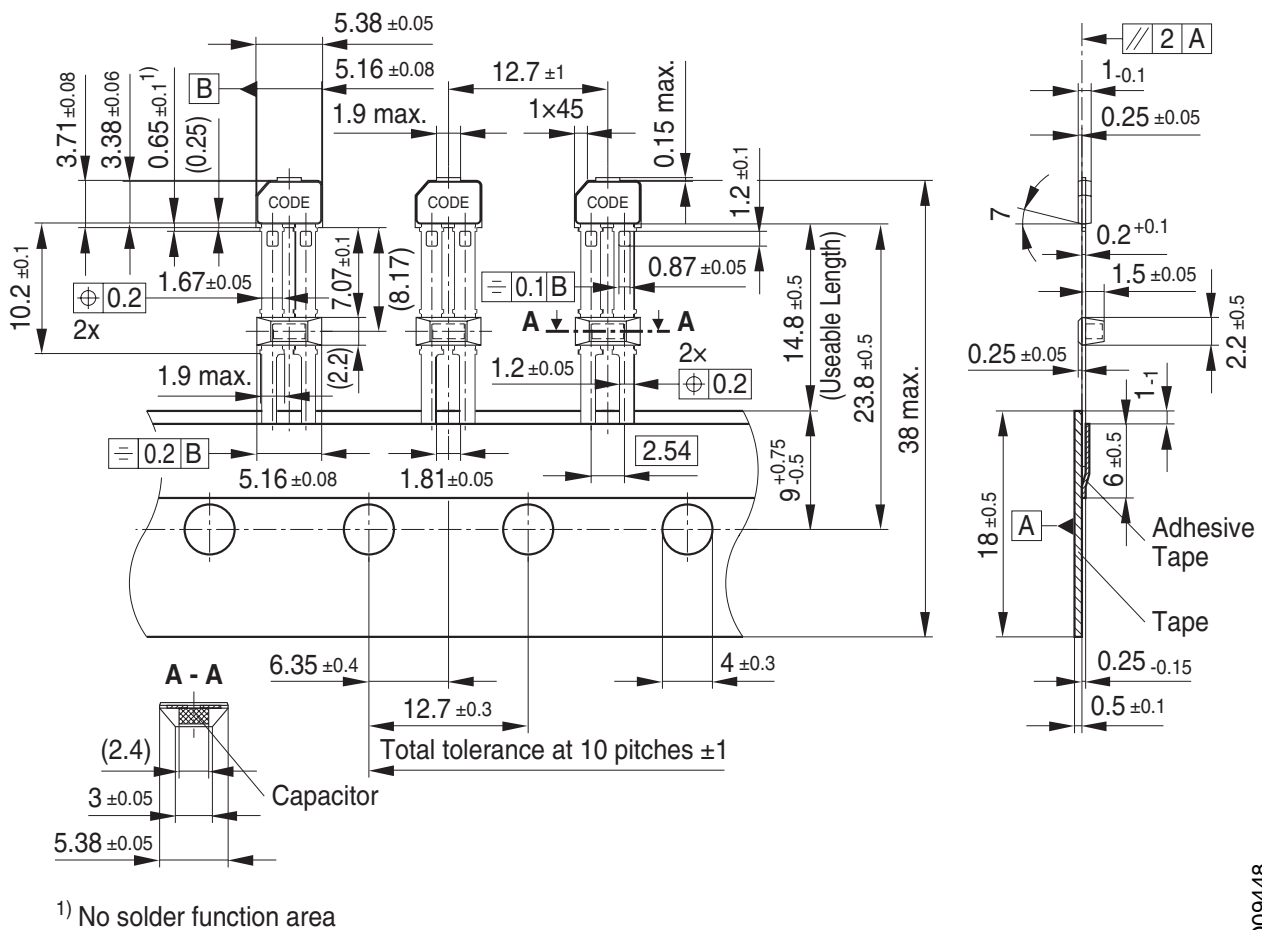 5.38 ±0.05
5.16 ±0.08
B
12.7 ±1
1.9 max.
1×45
0.15 max.
3.71±0.08
3.38±0.06
0.65±0.1 1)
(0.25)
1.2±0.1
CODE
CODE
CODE
10.2±0.1
1.67±0.05
⌖ 0.2
2x
7.07±0.1
(8.17)
⌯ 0.1 B
0.87±0.05
A A
2x
1.2±0.05
⌖ 0.2
1.9 max.
(2.2)
14.8±0.5
(Useable Length)
23.8±0.5
38 max.
⌯ 0.2 B
5.16±0.08
1.81±0.05
2.54
9 +0.75 -0.5
6.35±0.4
4±0.3
12.7±0.3
Total tolerance at 10 pitches ±1
// 2 A
1-0.1
0.25±0.05
7
0.2+0.1
1.5±0.05
2.2±0.5
0.25±0.05
1-1
6±0.5
18±0.5
A
Adhesive
Tape
Tape
0.25-0.15
0.5±0.1
A - A
(2.4)
3±0.05
5.38±0.05
Capacitor
1) No solder function area